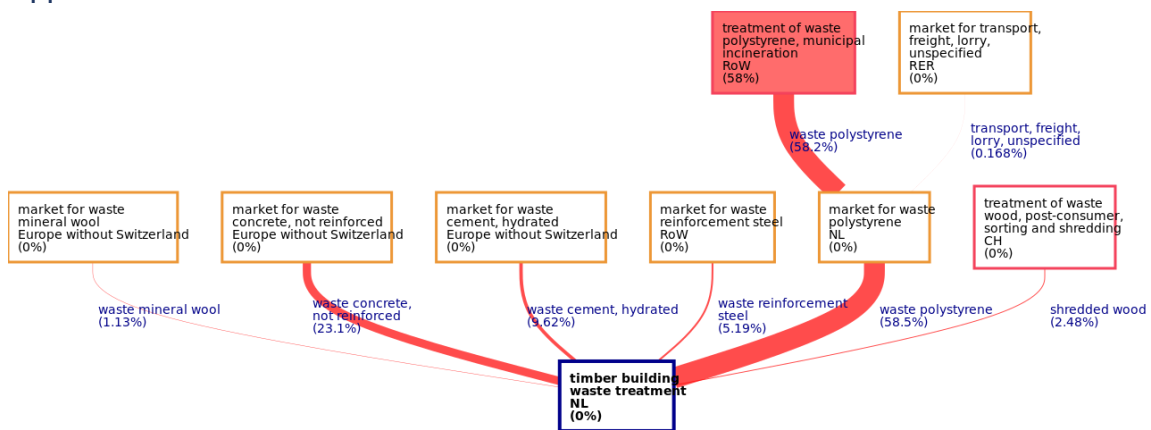 treatment of waste
polystyrene, municipal
incineration
RoW
(58%)
market for transport,
freight, lorry,
unspecified
RER
(0%)
waste polystyrene
(58.2%)
transport, freight,
lorry, unspecified
(0.168%)
market for waste
mineral wool
Europe without Switzerland
(0%)
market for waste
concrete, not reinforced
Europe without Switzerland
(0%)
market for waste
cement, hydrated
Europe without Switzerland
(0%)
market for waste
reinforcement steel
RoW
(0%)
market for waste
polystyrene
NL
(0%)
treatment of waste
wood, post-consumer,
sorting and shredding
CH
(0%)
waste mineral wool
(1.13%)
waste concrete,
not reinforced
(23.1%)
waste cement, hydrated
(9.62%)
waste reinforcement
steel
(5.19%)
waste polystyrene
(58.5%)
shredded wood
(2.48%)
timber building
waste treatment
NL
(0%)